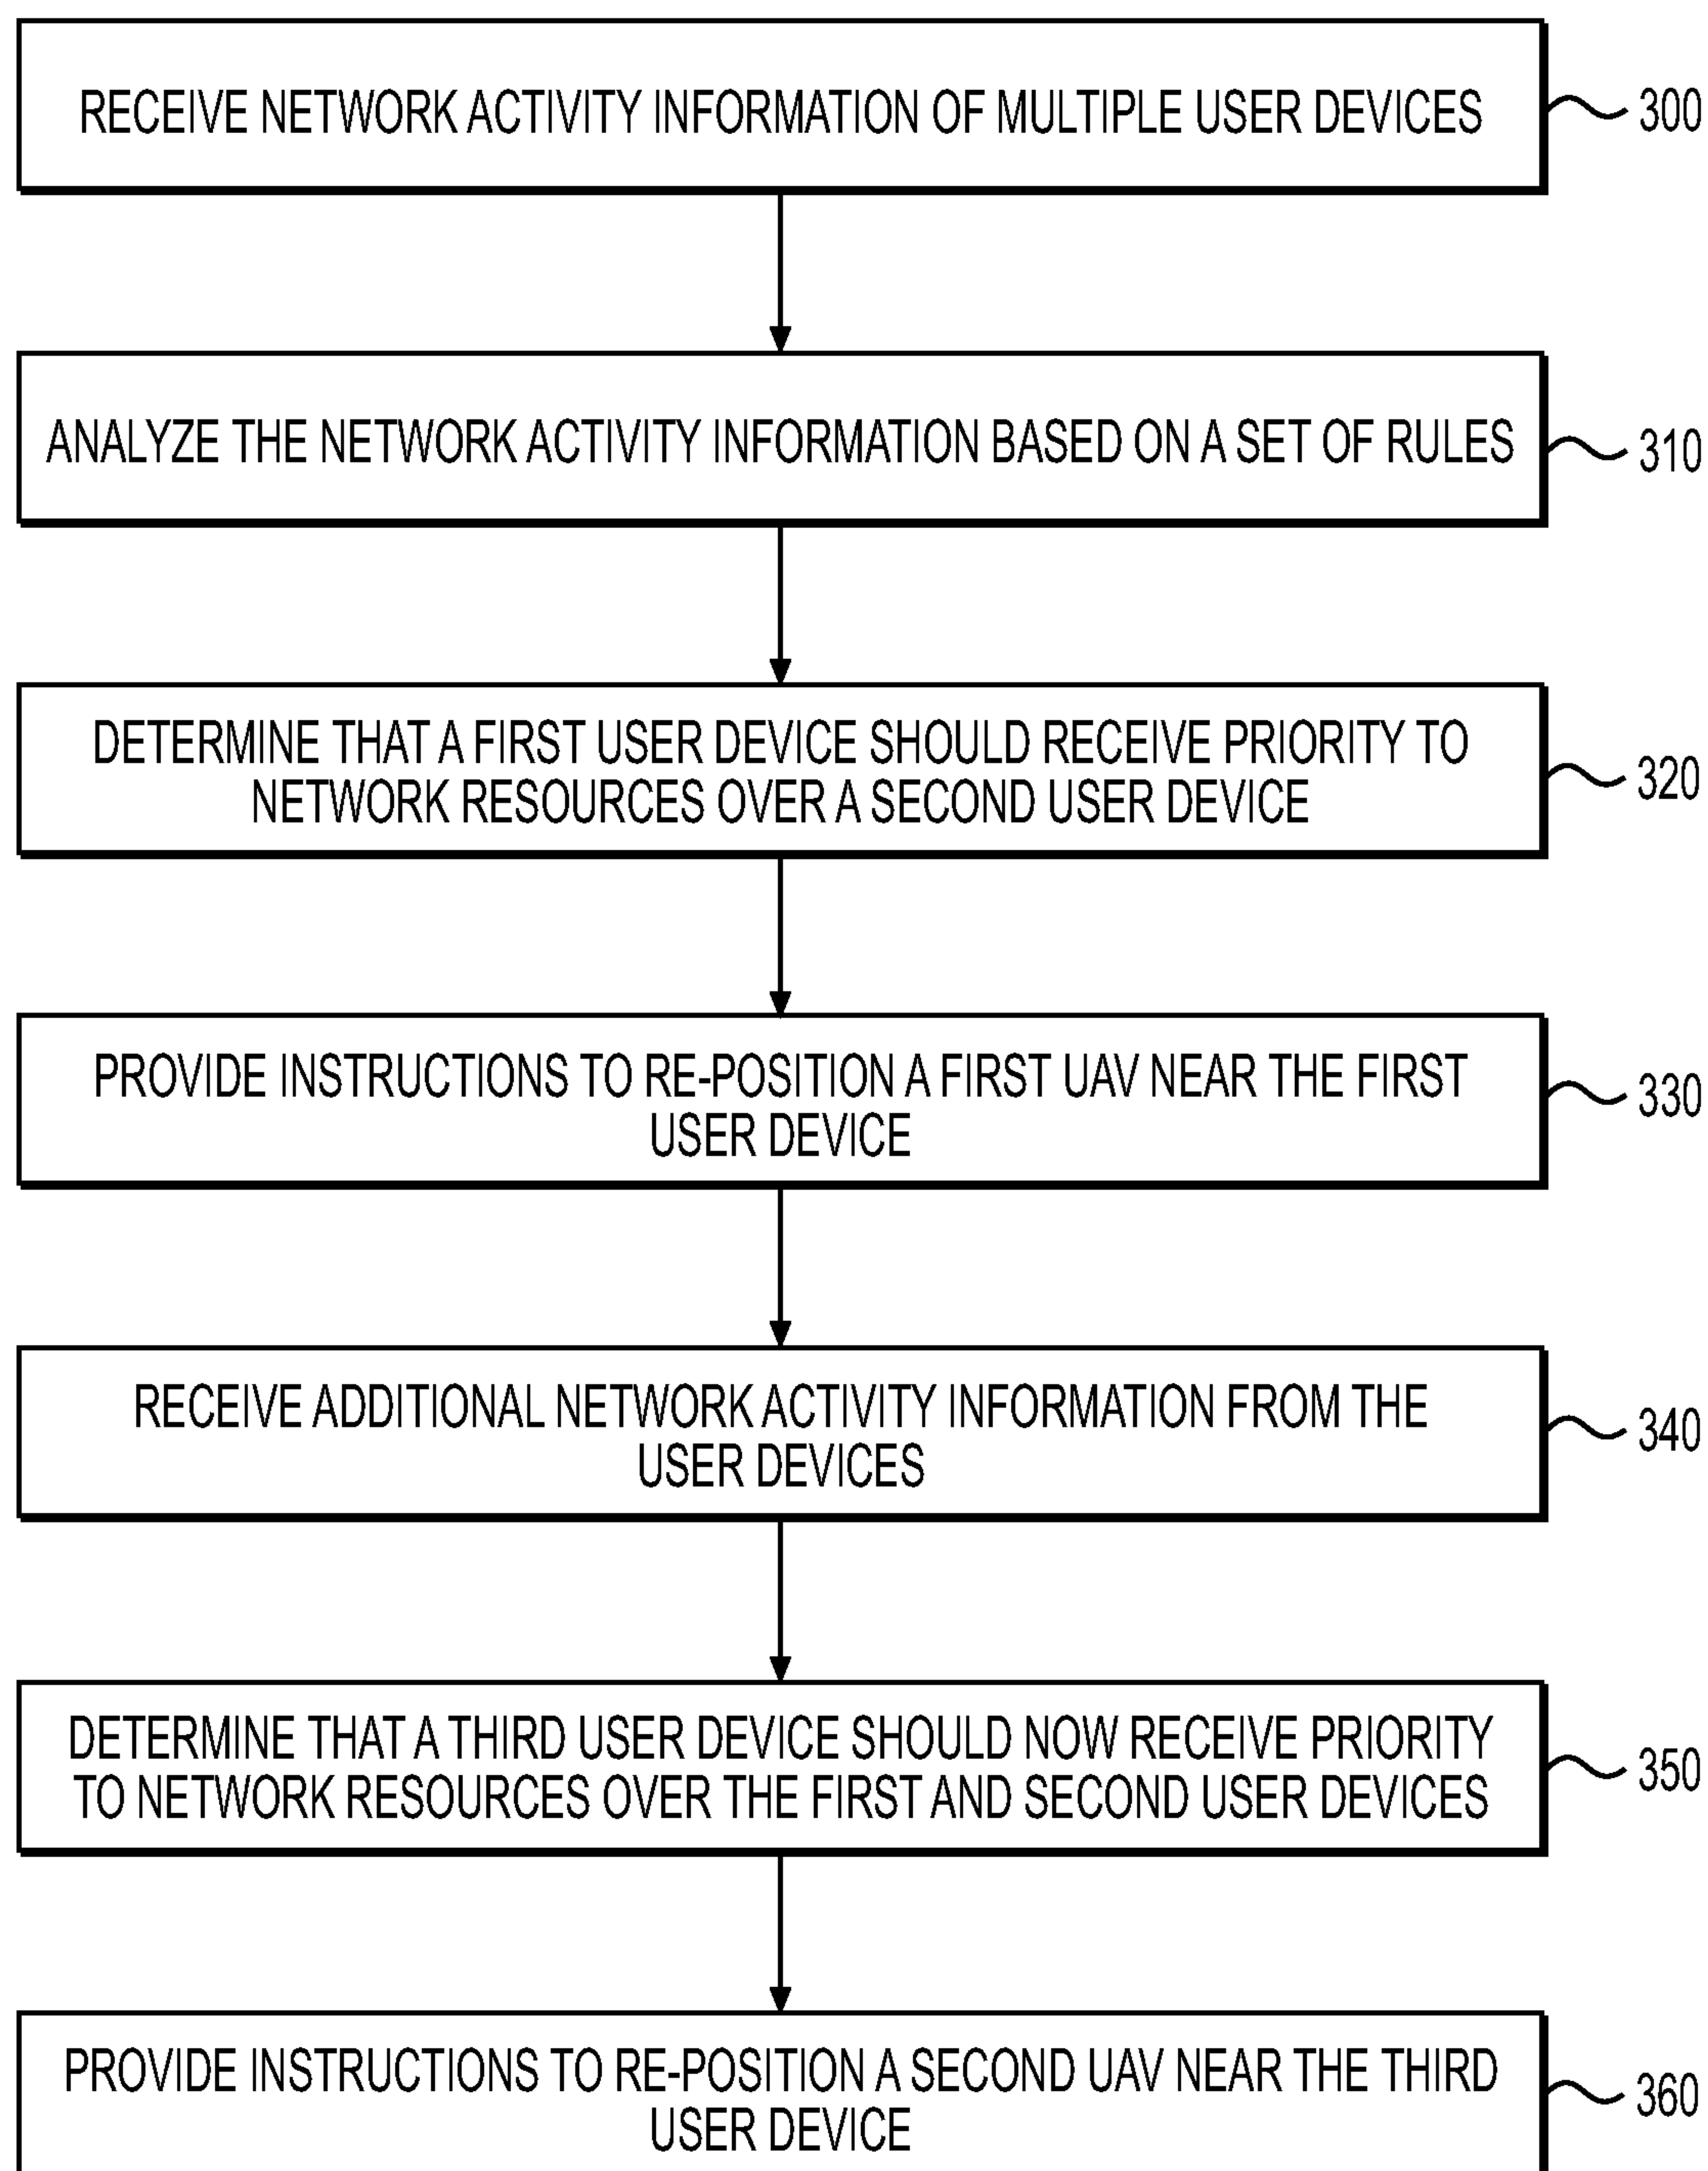 RECEIVE NETWORK ACTIVITY INFORMATION OF MULTIPLE USER DEVICES
300
ANALYZE THE NETWORK ACTIVITY INFORMATION BASED ON A SET OF RULES
310
DETERMINE THAT A FIRST USER DEVICE SHOULD RECEIVE PRIORITY TO
NETWORK RESOURCES OVER A SECOND USER DEVICE
320
PROVIDE INSTRUCTIONS TO RE-POSITION A FIRST UAV NEAR THE FIRST
USER DEVICE
330
RECEIVE ADDITIONAL NETWORK ACTIVITY INFORMATION FROM THE
USER DEVICES
340
DETERMINE THAT A THIRD USER DEVICE SHOULD NOW RECEIVE PRIORITY
TO NETWORK RESOURCES OVER THE FIRST AND SECOND USER DEVICES
350
PROVIDE INSTRUCTIONS TO RE-POSITION A SECOND UAV NEAR THE THIRD
USER DEVICE
360